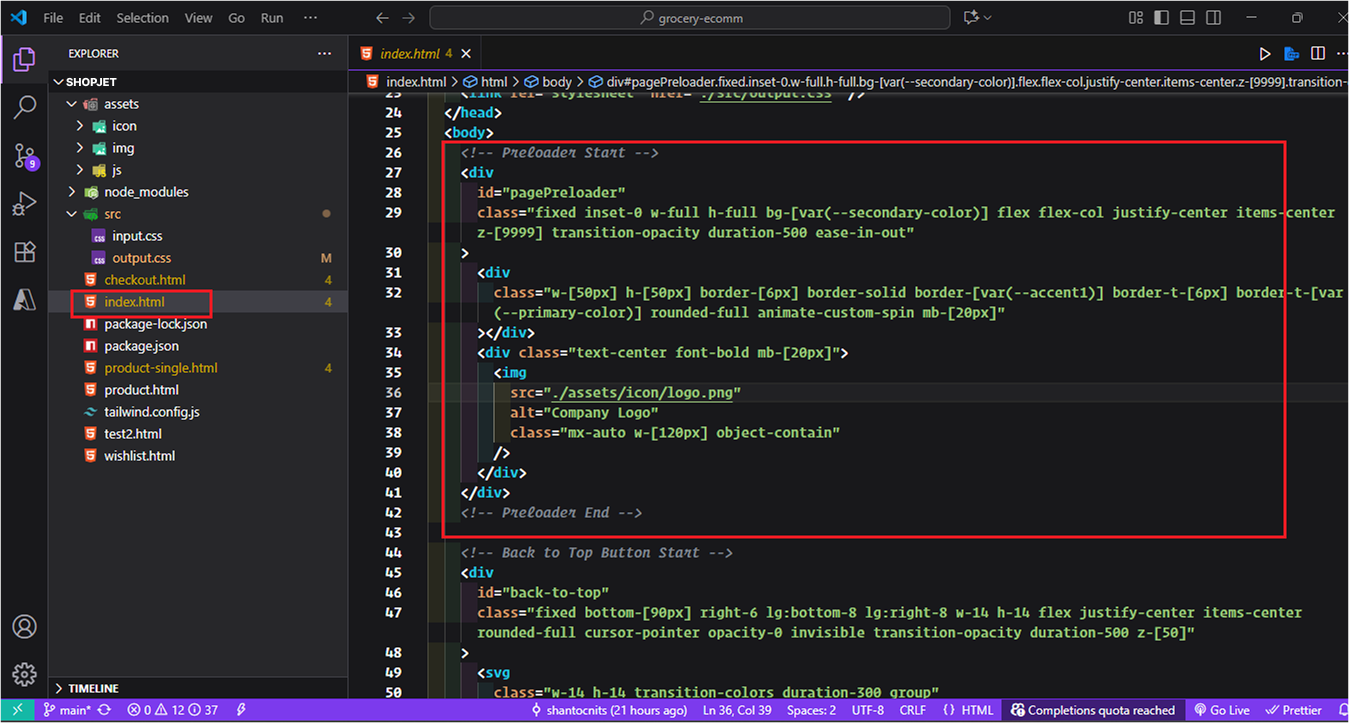 File Edit Selection View Go Run ··· grocery-ecomm
EXPLORER ···
SHOPJET
assets
icon
img
js
node_modules
src
input.css
output.css M
checkout.html 4
index.html 4
package-lock.json
package.json
product-single.html 4
product.html
tailwind.config.js
test2.html
wishlist.html
TIMELINE
9
index.html 4
index.html > html > body > div#pagePreloader.fixed.inset-0.w-full.h-full.bg-[var(--secondary-color)].flex.flex-col.justify-center.items-center.z-[9999].transition-
23 <link rel="stylesheet" href="./src/output.css" />
24 </head>
25 <body>
26 <!-- Preloader Start -->
27 <div
28 id="pagePreloader"
29 class="fixed inset-0 w-full h-full bg-[var(--secondary-color)] flex flex-col justify-center items-center
z-[9999] transition-opacity duration-500 ease-in-out"
30 >
31 <div
32 class="w-[50px] h-[50px] border-[6px] border-solid border-[var(--accent1)] border-t-[6px] border-t-[var
(--primary-color)] rounded-full animate-custom-spin mb-[20px]"
33 ></div>
34 <div class="text-center font-bold mb-[20px]">
35 <img
36 src="./assets/icon/logo.png"
37 alt="Company Logo"
38 class="mx-auto w-[120px] object-contain"
39 />
40 </div>
41 </div>
42 <!-- Preloader End -->
43
44 <!-- Back to Top Button Start -->
45 <div
46 id="back-to-top"
47 class="fixed bottom-[90px] right-6 lg:bottom-8 lg:right-8 w-14 h-14 flex justify-center items-center
rounded-full cursor-pointer opacity-0 invisible transition-opacity duration-500 z-[50]"
48 >
49 <svg
50 class="w-14 h-14 transition-colors duration-300 group"
main* 0 12 37 shantocnits (21 hours ago) Ln 36, Col 39 Spaces: 2 UTF-8 CRLF {} HTML Completions quota reached Go Live Prettier